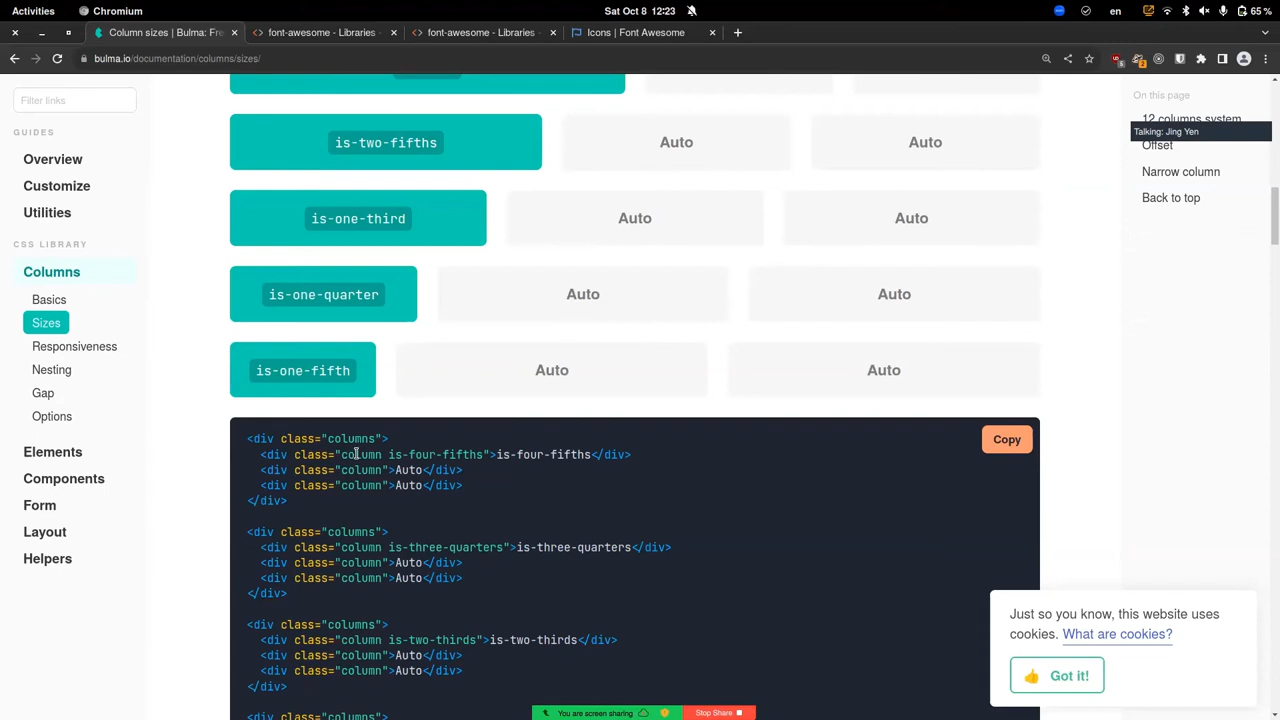 Activities
Chromium
Sat Oct 8 12:23
en
65 %
Column sizes | Bulma: Fre
font-awesome - Libraries
font-awesome - Libraries
Icons | Font Awesome
bulma.io/documentation/columns/sizes/
Filter links
GUIDES
Overview
Customize
Utilities
CSS LIBRARY
Columns
Basics
Sizes
Responsiveness
Nesting
Gap
Options
Elements
Components
Form
Layout
Helpers
is-two-fifths
Auto
Auto
is-one-third
Auto
Auto
is-one-quarter
Auto
Auto
is-one-fifth
Auto
Auto
Copy
<div class="columns">
  <div class="column is-four-fifths">is-four-fifths</div>
  <div class="column">Auto</div>
  <div class="column">Auto</div>
</div>
<div class="columns">
  <div class="column is-three-quarters">is-three-quarters</div>
  <div class="column">Auto</div>
  <div class="column">Auto</div>
</div>
<div class="columns">
  <div class="column is-two-thirds">is-two-thirds</div>
  <div class="column">Auto</div>
  <div class="column">Auto</div>
</div>
On this page
12 columns system
Talking: Jing Yen
Offset
Narrow column
Back to top
Just so you know, this website uses
cookies. What are cookies?
👍 Got it!
You are screen sharing
Stop Share